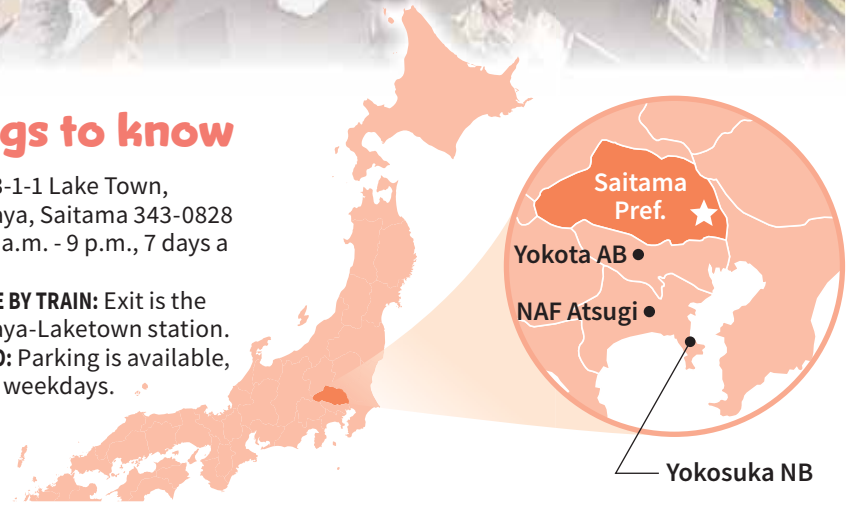 gs to know
3-1-1 Lake Town,
aya, Saitama 343-0828
a.m. - 9 p.m., 7 days a
E BY TRAIN: Exit is the
aya-Laketown station.
D: Parking is available,
weekdays.
Saitama
Pref.
Yokota AB
NAF Atsugi
Yokosuka NB